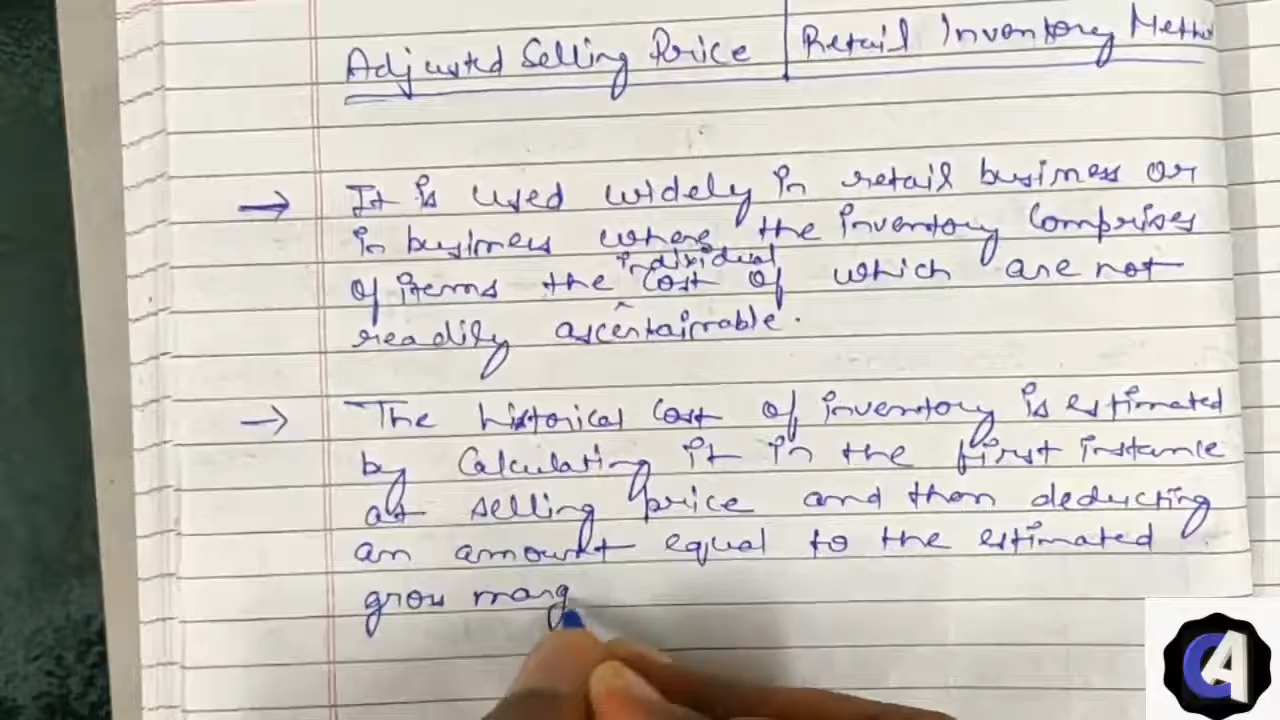 Adjusted Selling Price | Retail Inventory Metho
→ It is used widely in retail business or
in business where the inventory comprises
individual
of items the cost of which are not
readily ascertainable.
→ The historical cost of inventory is estimated
by calculating it in the first instance
at selling price and then deducting
an amount equal to the estimated
gross marg
CA